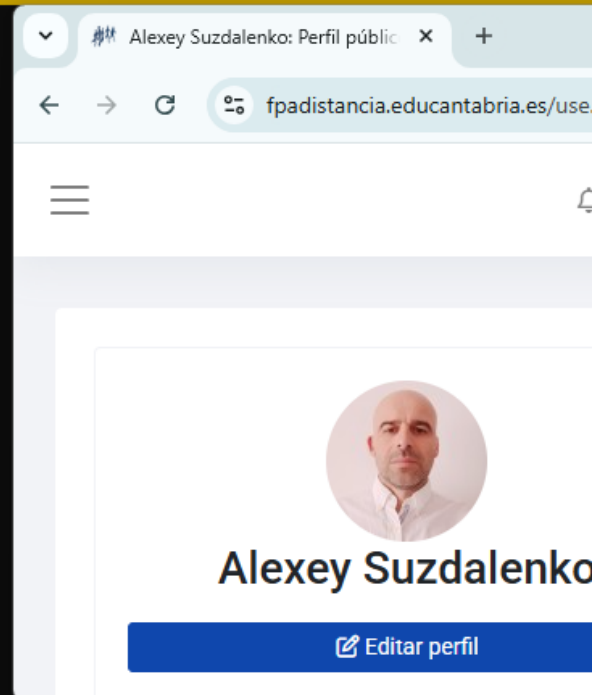 Alexey Suzdalenko: Perfil públic
fpadistancia.educantabria.es/use
Alexey Suzdalenko
Editar perfil